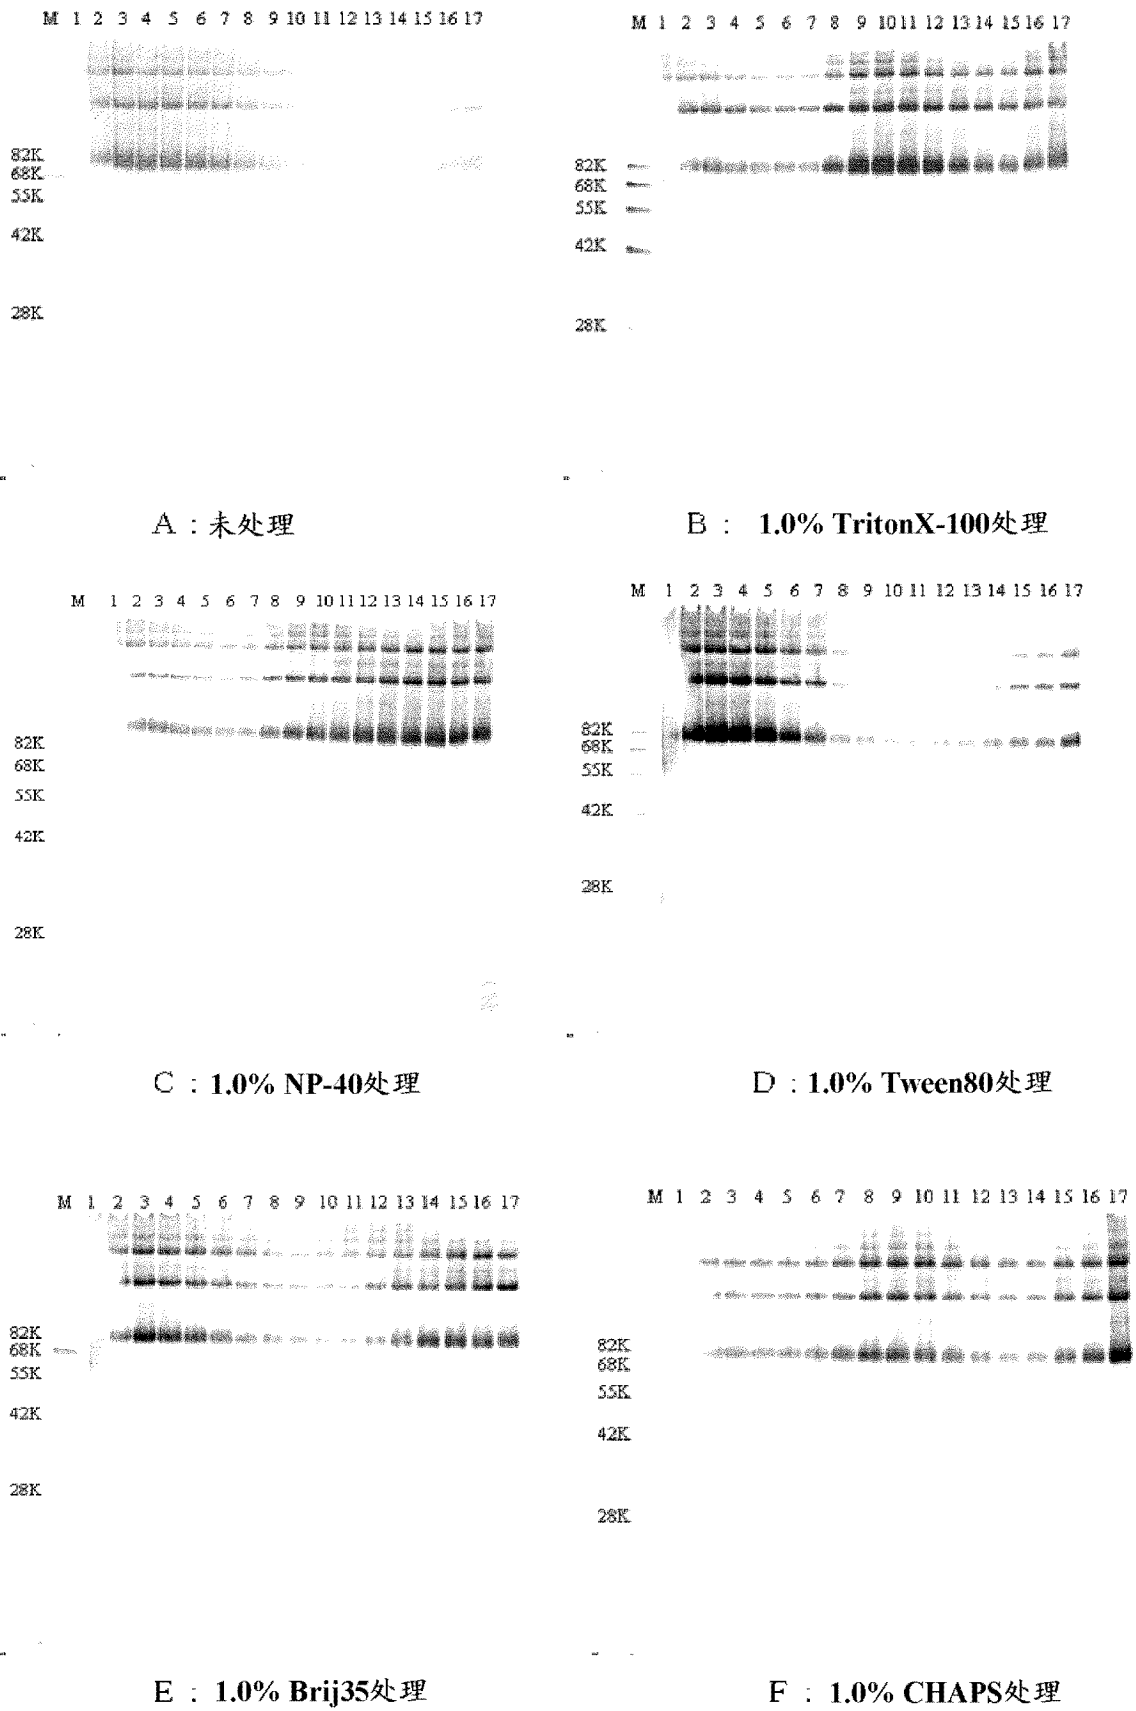 M 1 2 3 4 5 6 7 8 9 10 11 12 13 14 15 16 17
82K
68K
55K
42K
28K
A : 未处理
M 1 2 3 4 5 6 7 8 9 10 11 12 13 14 15 16 17
82K
68K
55K
42K
28K
B : 1.0% TritonX-100处理
M 1 2 3 4 5 6 7 8 9 10 11 12 13 14 15 16 17
82K
68K
55K
42K
28K
C : 1.0% NP-40处理
M 1 2 3 4 5 6 7 8 9 10 11 12 13 14 15 16 17
82K
68K
55K
42K
28K
D : 1.0% Tween80处理
M 1 2 3 4 5 6 7 8 9 10 11 12 13 14 15 16 17
82K
68K
55K
42K
28K
E : 1.0% Brij35处理
M 1 2 3 4 5 6 7 8 9 10 11 12 13 14 15 16 17
82K
68K
55K
42K
28K
F : 1.0% CHAPS处理